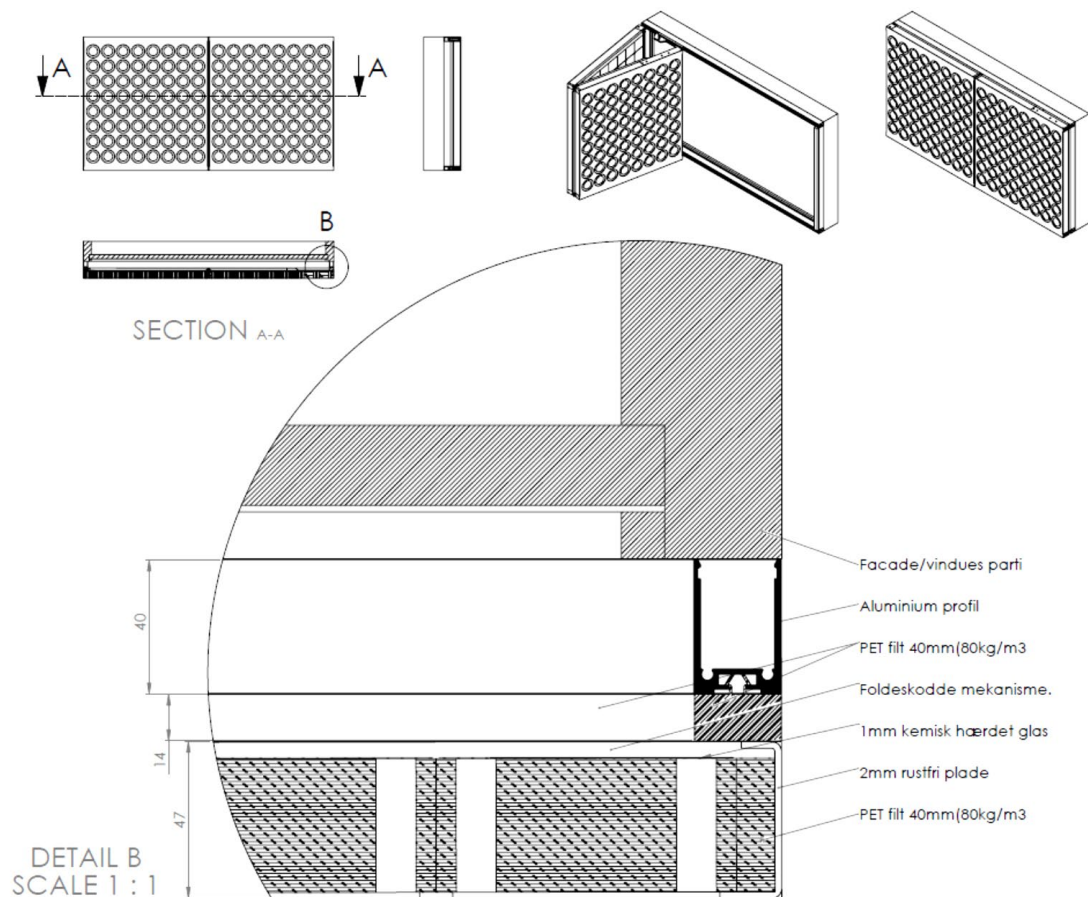 A
A
B
SECTION A-A
Facade/vindues parti
Aluminium profil
PET filt 40mm(80kg/m3
Foldeskodde mekanisme.
1mm kemisk hærdet glas
2mm rustfri plade
PET filt 40mm(80kg/m3
40
14
47
DETAIL B
SCALE 1 : 1